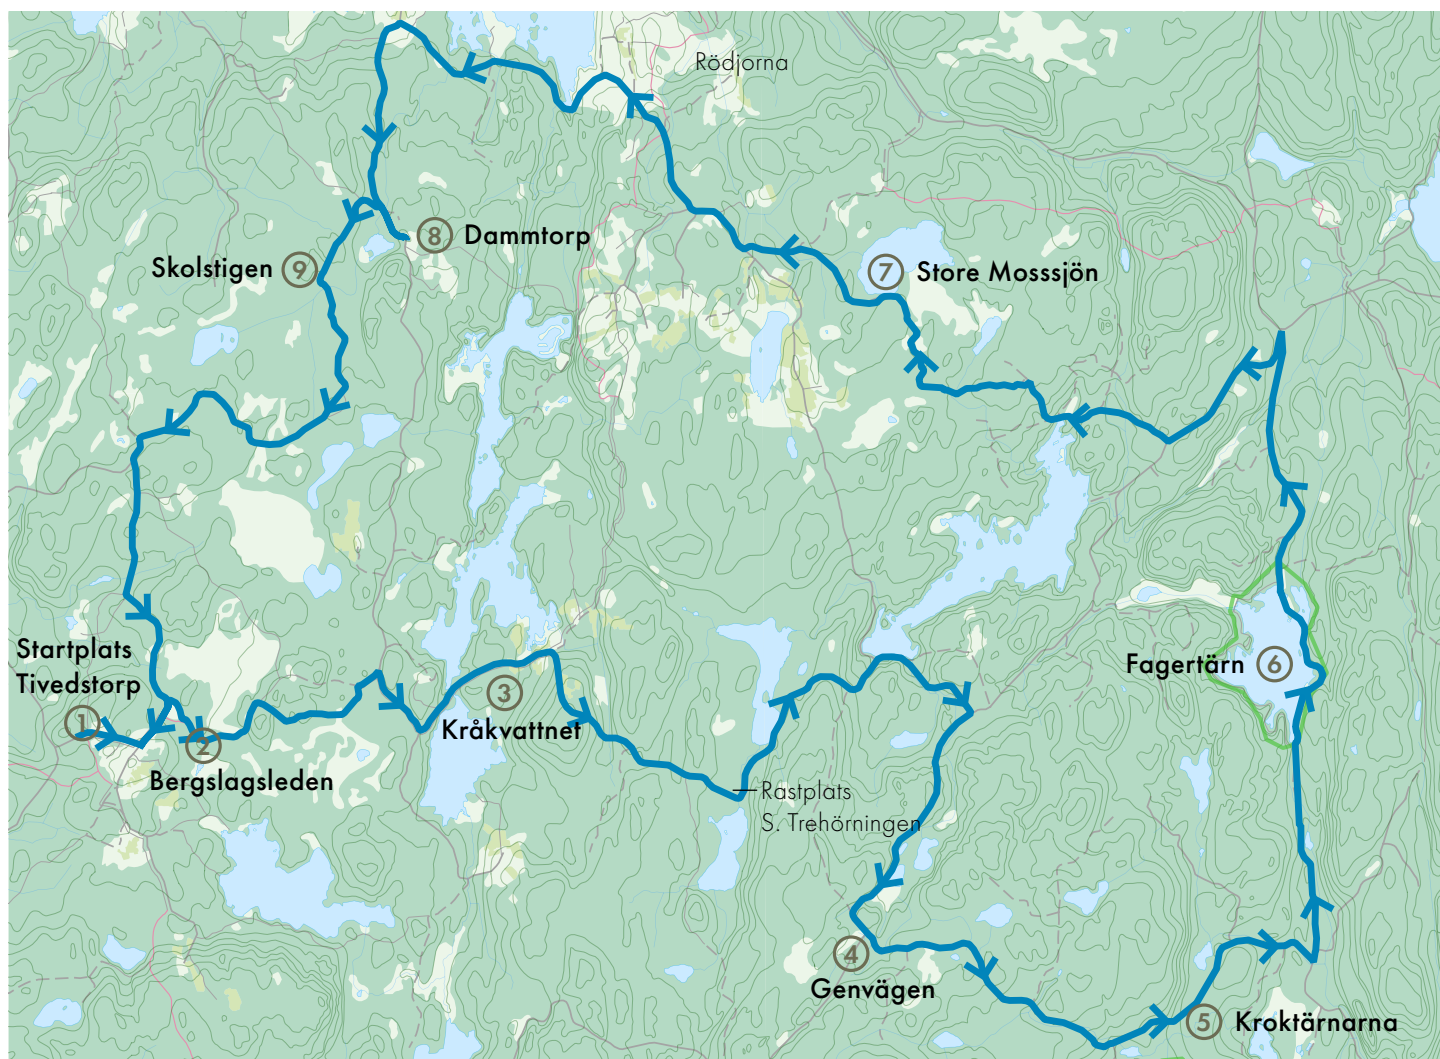 Rödjorna
8 Dammtorp
Skolstigen 9
7 Store Mosssjön
Startplats
Tivedstorp
1
2
Bergslagsleden
3
Kråkvattnet
Fagertärn 6
Rastplats
S. Trehörningen
4
Genvägen
5 Kroktärnarna